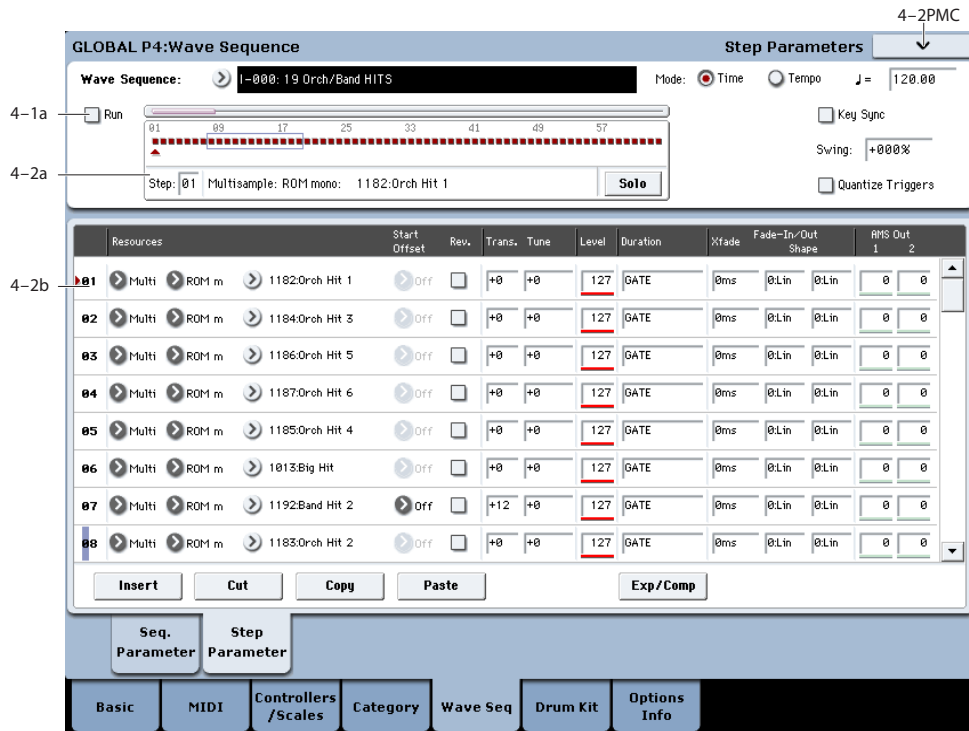 4-2PMC
GLOBAL P4:Wave Sequence Step Parameters
Wave Sequence: I-000: 19 Orch/Band HITS Mode: Time Tempo ♩= 120.00
4-1a Run
01 09 17 25 33 41 49 57
Key Sync
Swing: +000%
4-2a Step: 01 Multisample: ROM mono: 1182:Orch Hit 1 Solo
Quantize Triggers
Resources Start Offset Rev. Trans. Tune Level Duration Xfade Fade-In/Out Shape AMS Out 1 2
4-2b 01 Multi ROM m 1182:Orch Hit 1 Off +0 +0 127 GATE 0ms 0:Lin 0:Lin 0 0
02 Multi ROM m 1184:Orch Hit 3 Off +0 +0 127 GATE 0ms 0:Lin 0:Lin 0 0
03 Multi ROM m 1186:Orch Hit 5 Off +0 +0 127 GATE 0ms 0:Lin 0:Lin 0 0
04 Multi ROM m 1187:Orch Hit 6 Off +0 +0 127 GATE 0ms 0:Lin 0:Lin 0 0
05 Multi ROM m 1185:Orch Hit 4 Off +0 +0 127 GATE 0ms 0:Lin 0:Lin 0 0
06 Multi ROM m 1013:Big Hit Off +0 +0 127 GATE 0ms 0:Lin 0:Lin 0 0
07 Multi ROM m 1192:Band Hit 2 Off +12 +0 127 GATE 0ms 0:Lin 0:Lin 0 0
08 Multi ROM m 1183:Orch Hit 2 Off +0 +0 127 GATE 0ms 0:Lin 0:Lin 0 0
Insert Cut Copy Paste Exp/Comp
Seq. Parameter Step Parameter
Basic MIDI Controllers /Scales Category Wave Seq Drum Kit Options Info